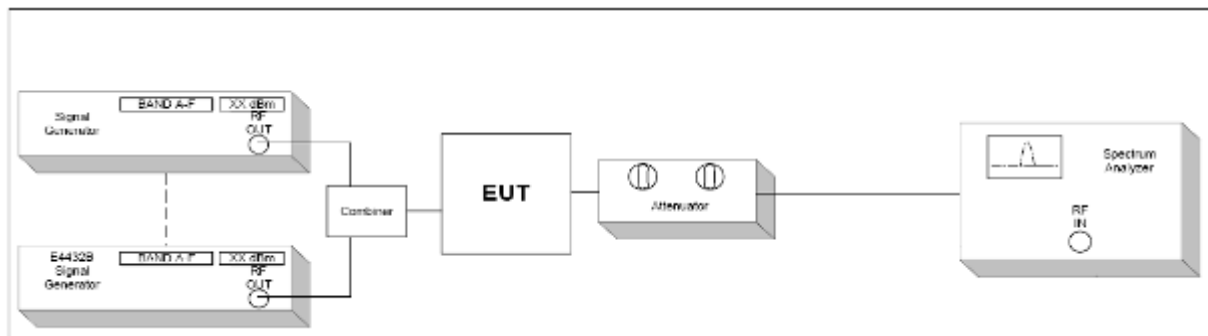 Signal
Generator
BAND A-F
XX dBm
RF
OUT
Combiner
EUT
Attenuator
Spectrum
Analyzer
RF
IN
E4432B
Signal
Generator
BAND A-F
XX dBm
RF
OUT